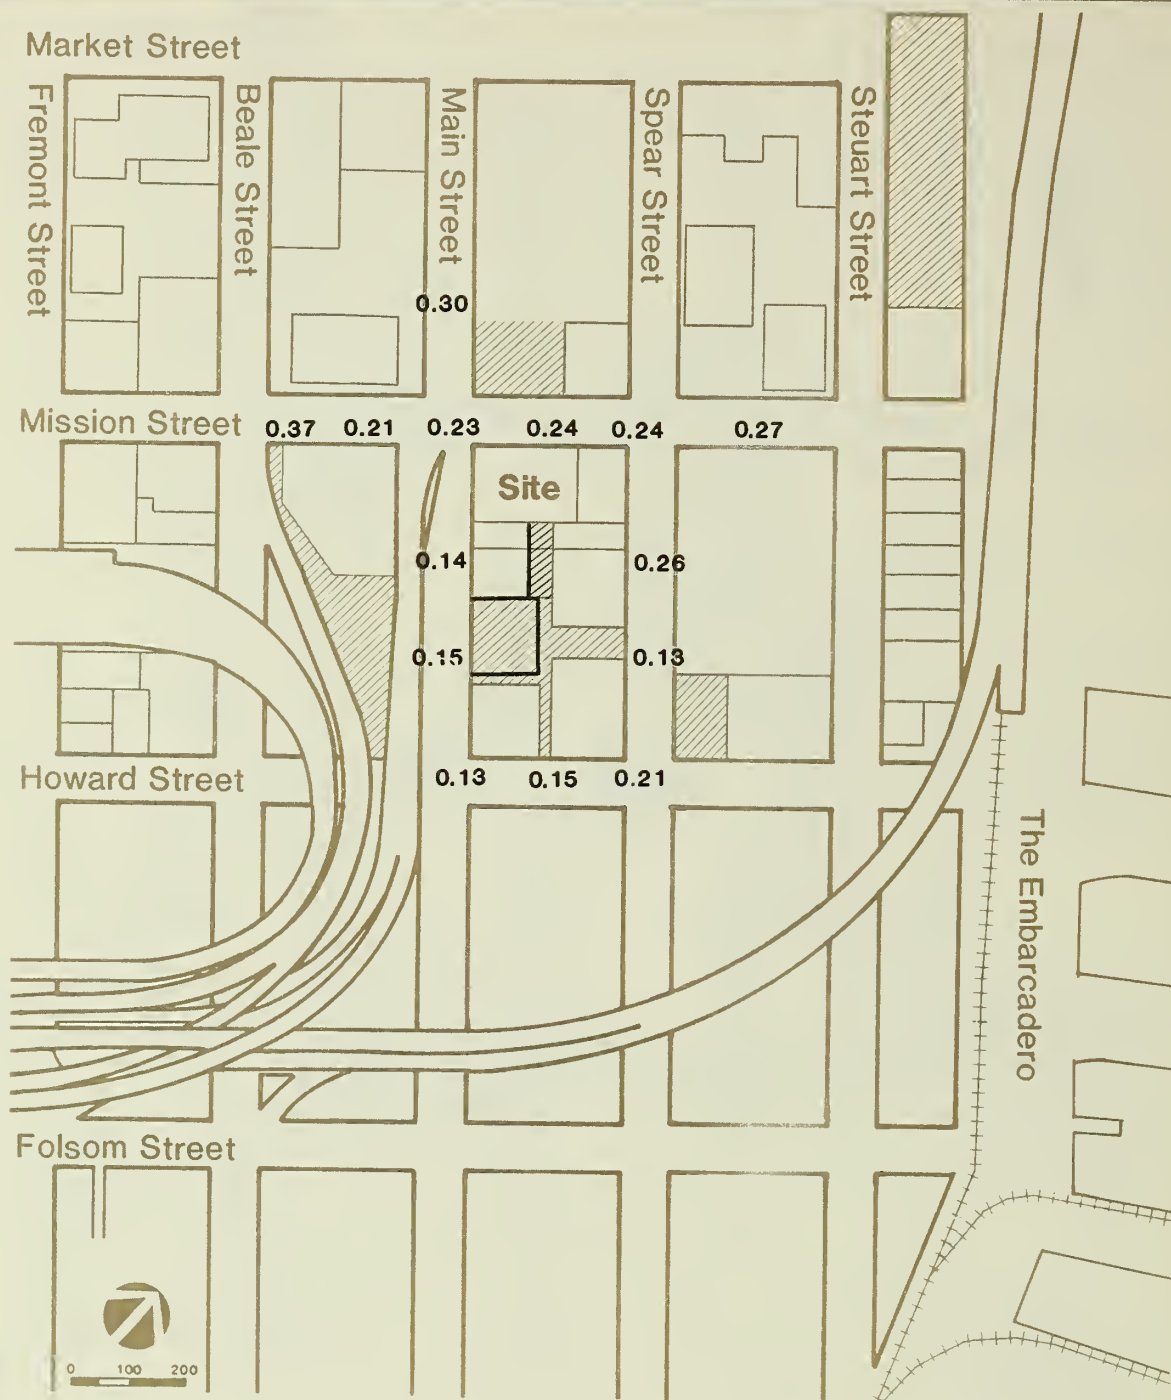 Market Street
Fremont Street
Beale Street
Main Street
Spear Street
Steuart Street
0.30
Mission Street
0.37 0.21 0.23 0.24 0.24 0.27
Site
0.14 0.26
0.15 0.13
Howard Street
0.13 0.15 0.21
The Embarcadero
Folsom Street
0 100 200